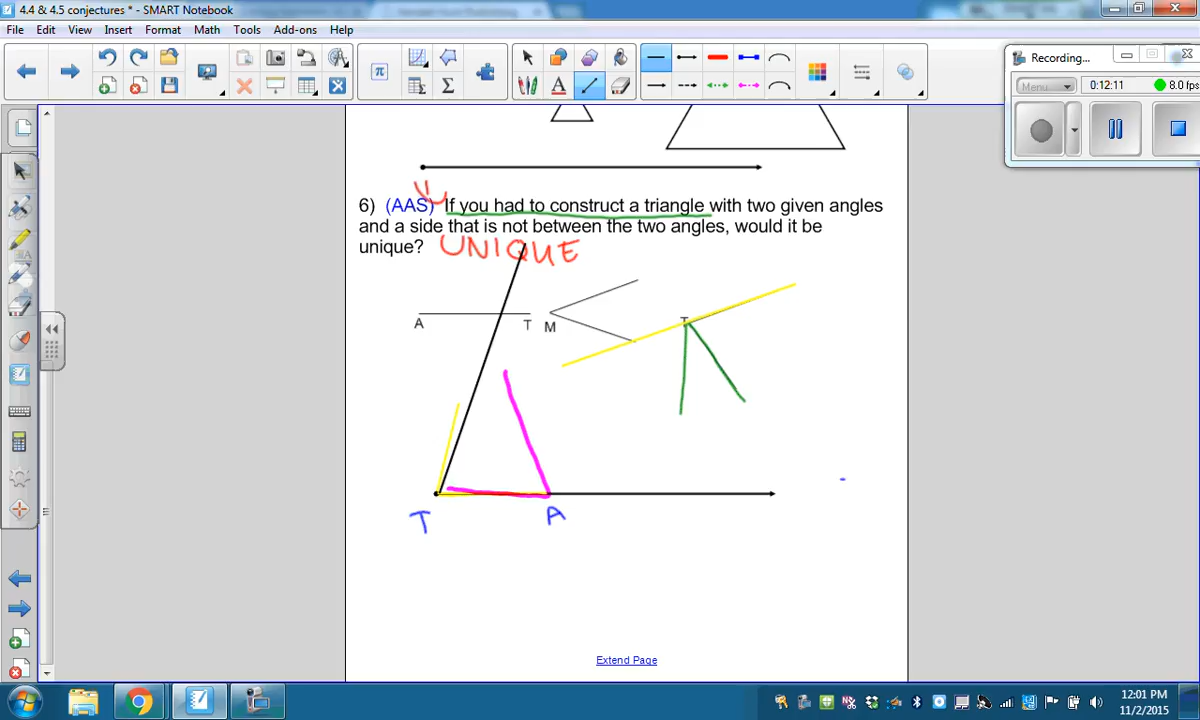 4.4 & 4.5 conjectures * - SMART Notebook
File Edit View Insert Format Math Tools Add-ons Help
Recording...
Menu 0:12:11 8.0 fps
6) (AAS) If you had to construct a triangle with two given angles
and a side that is not between the two angles, would it be
unique? UNIQUE
A T M T
T A
Extend Page
12:01 PM
11/2/2015